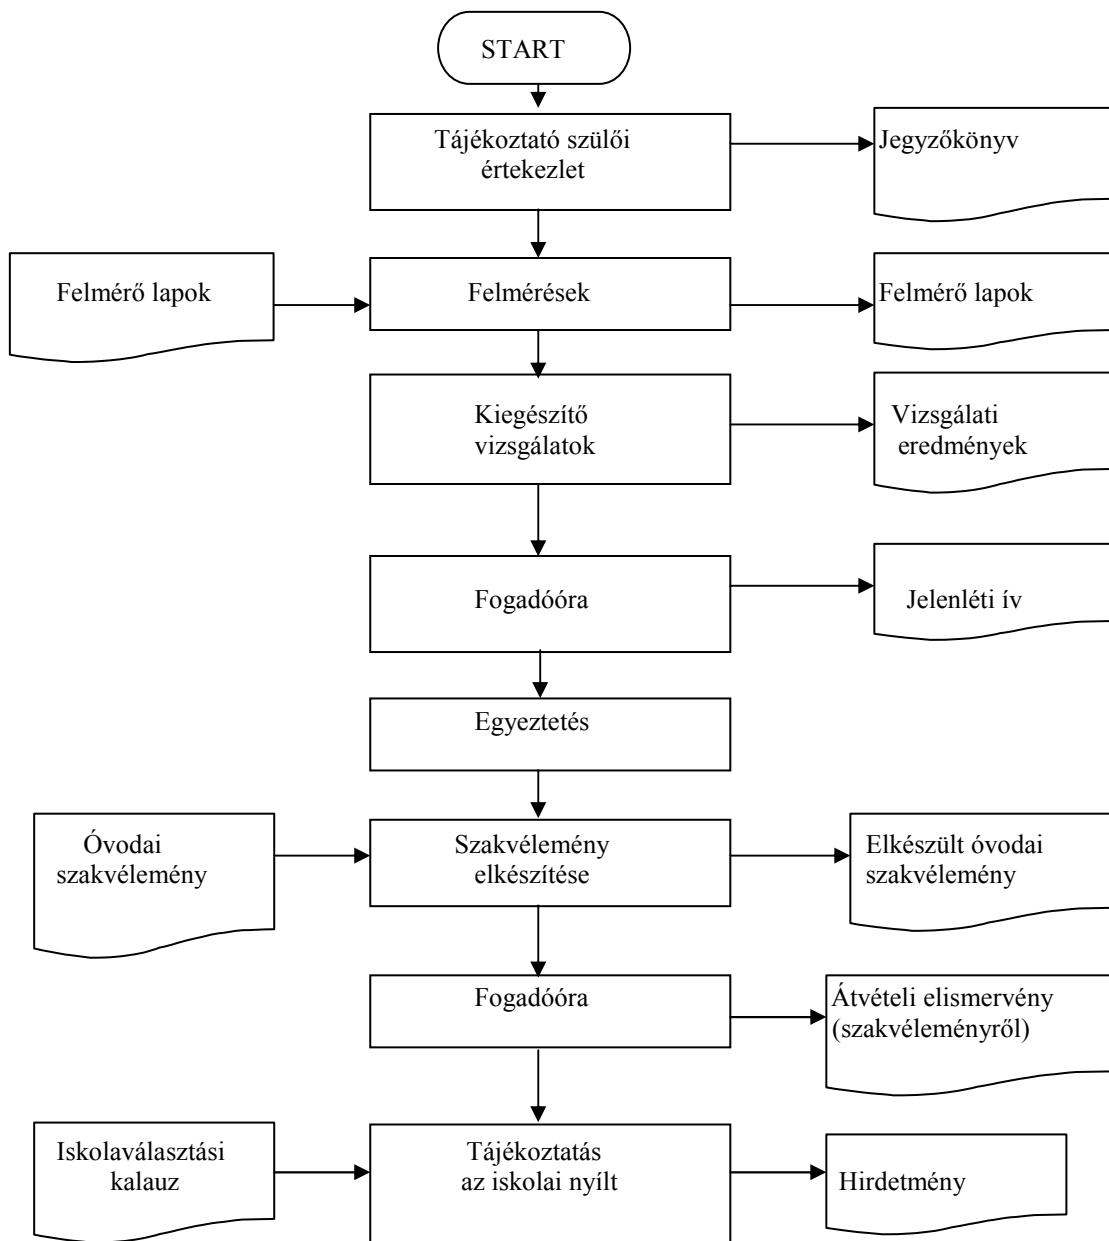 START
Tájékoztató szülői
értekezlet
Jegyzőkönyv
Felmérő lapok
Felmérések
Felmérő lapok
Kiegészítő
vizsgálatok
Vizsgálati
eredmények
Fogadóóra
Jelenléti ív
Egyeztetés
Óvodai
szakvélemény
Szakvélemény
elkészítése
Elkészült óvodai
szakvélemény
Fogadóóra
Átvételi elismervény
(szakvéleményről)
Iskolaválasztási
kalauz
Tájékoztatás
az iskolai nyílt
Hirdetmény